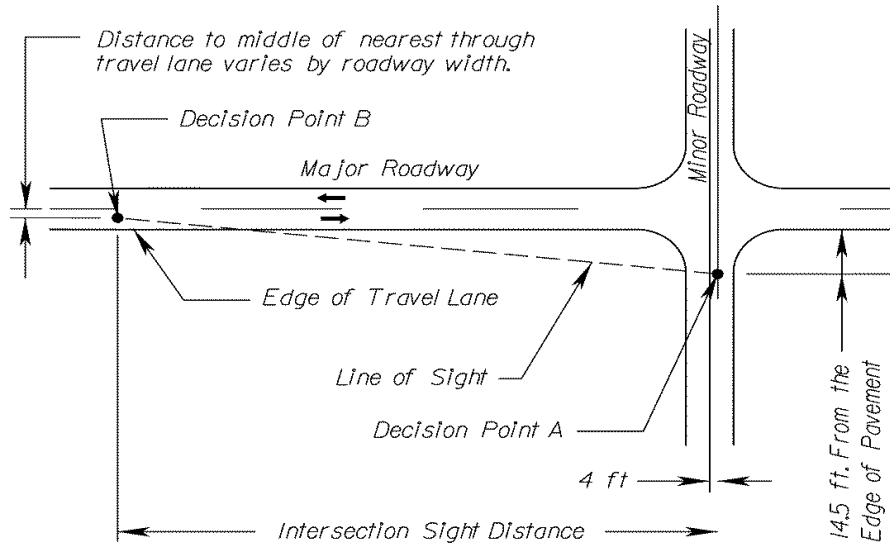 Distance to middle of nearest through
travel lane varies by roadway width.
Decision Point B
Major Roadway
Minor Roadway
Edge of Travel Lane
Line of Sight
Decision Point A
4 ft
14.5 ft. From the
Edge of Pavement
Intersection Sight Distance